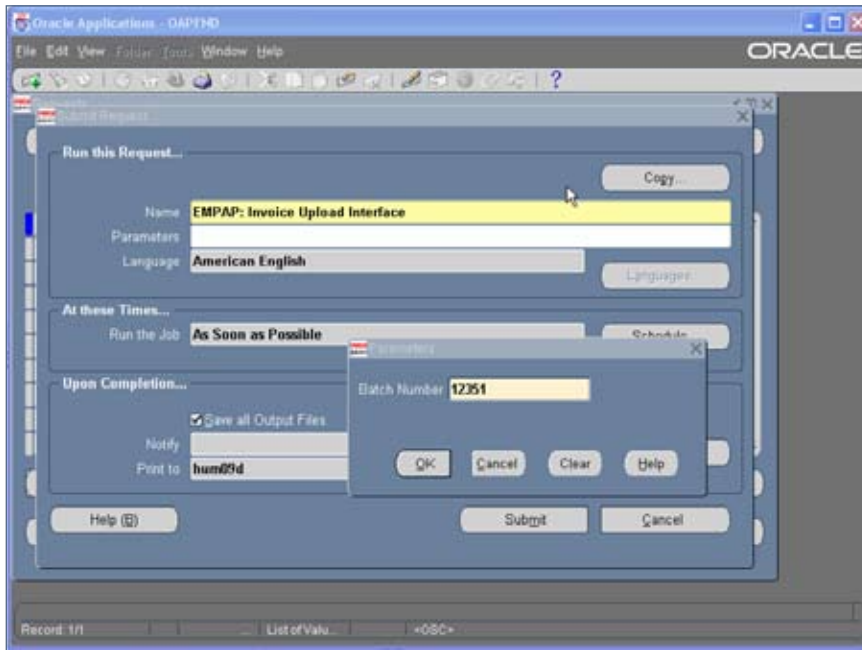 Oracle Applications - OAPFND
File Edit View Folder Tools Window Help
ORACLE
Submit Request
Run this Request...
Copy...
Name EMPAP: Invoice Upload Interface
Parameters
Language American English
Languages
At these Times...
Run the Job As Soon as Possible
Schedule...
Parameters
Upon Completion...
Batch Number 12351
Save all Output Files
Notify
Print to hum09d
OK Cancel Clear Help
Help (B) Submit Cancel
Record: 1/1 List of Valu... <OSC>